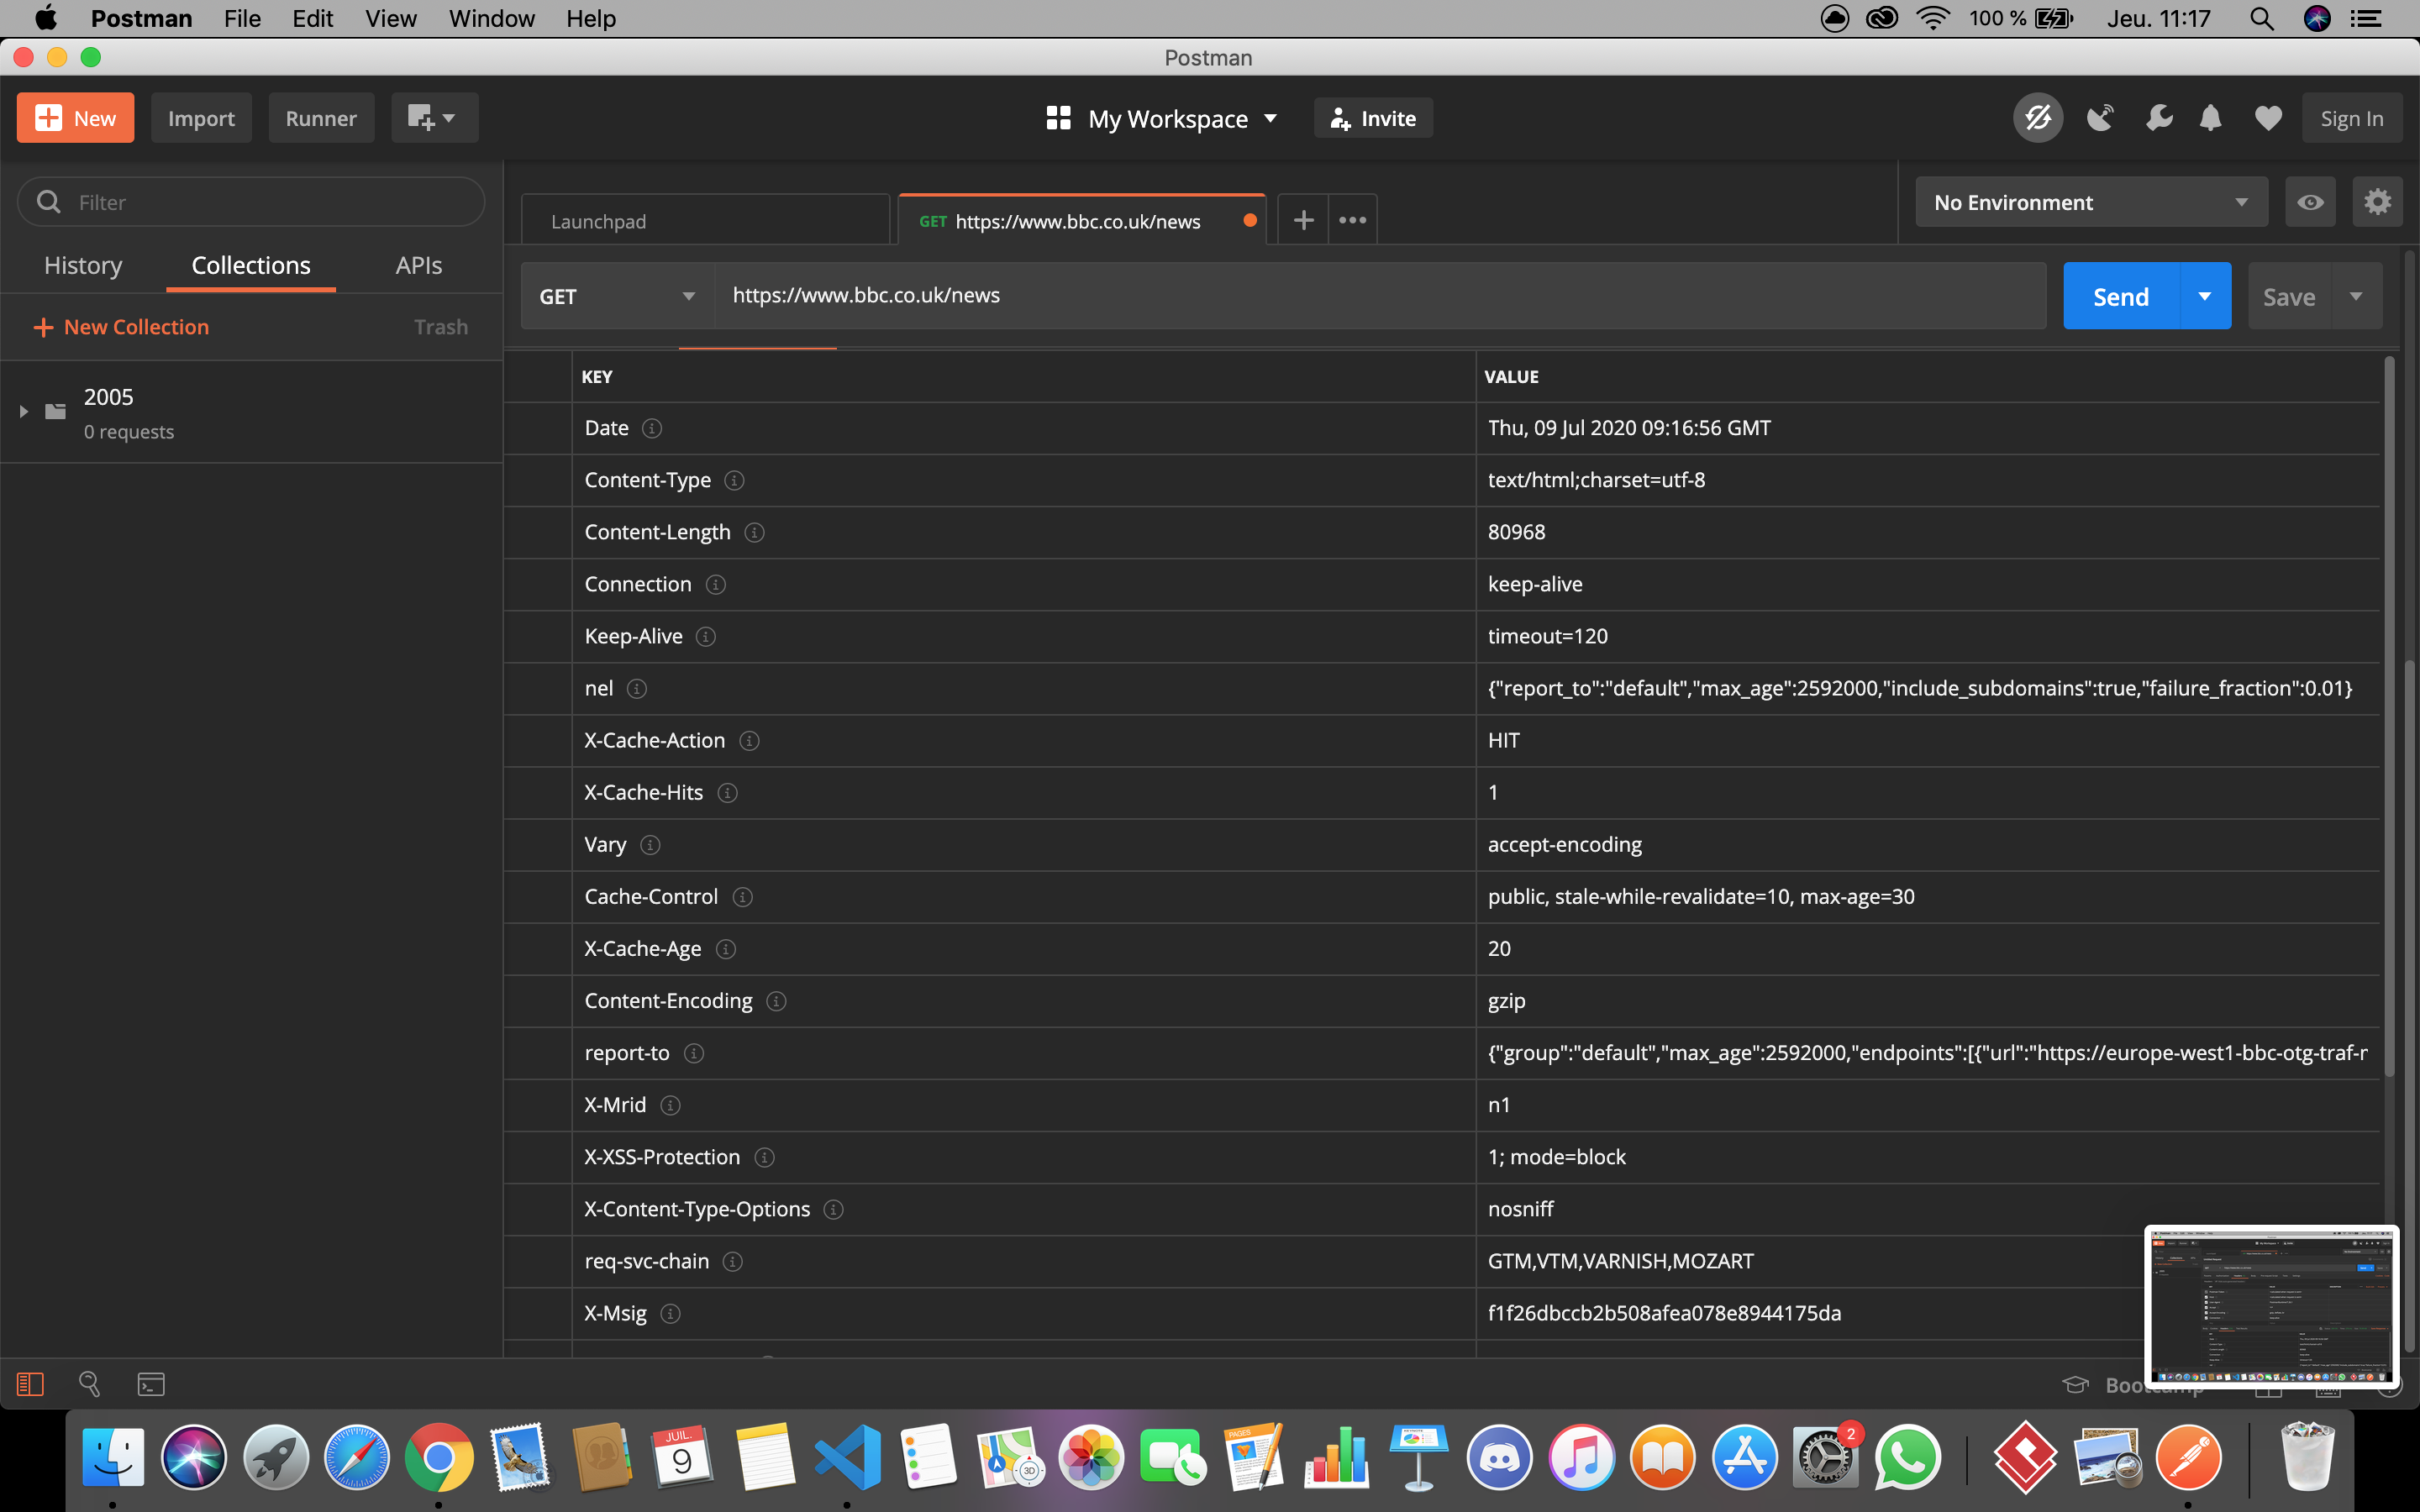 Postman File Edit View Window Help 100 % Jeu. 11:17
Postman
New Import Runner My Workspace Invite Sign In
Filter
Launchpad GET https://www.bbc.co.uk/news No Environment
History Collections APIs
GET https://www.bbc.co.uk/news Send Save
New Collection Trash
2005
0 requests
KEY VALUE
Date Thu, 09 Jul 2020 09:16:56 GMT
Content-Type text/html;charset=utf-8
Content-Length 80968
Connection keep-alive
Keep-Alive timeout=120
nel {"report_to":"default","max_age":2592000,"include_subdomains":true,"failure_fraction":0.01}
X-Cache-Action HIT
X-Cache-Hits 1
Vary accept-encoding
Cache-Control public, stale-while-revalidate=10, max-age=30
X-Cache-Age 20
Content-Encoding gzip
report-to {"group":"default","max_age":2592000,"endpoints":[{"url":"https://europe-west1-bbc-otg-traf-r
X-Mrid n1
X-XSS-Protection 1; mode=block
X-Content-Type-Options nosniff
req-svc-chain GTM,VTM,VARNISH,MOZART
X-Msig f1f26dbccb2b508afea078e8944175da
Bootcamp
JUIL.
9
3D
PAGES
2